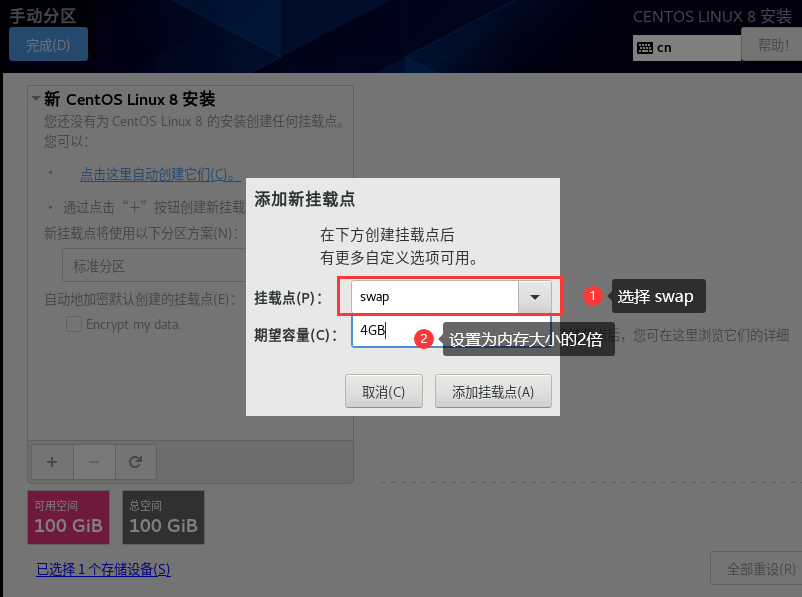 手动分区
CENTOS LINUX 8 安装
完成(D)
cn
帮助!
新 CentOS Linux 8 安装
您还没有为 CentOS Linux 8 的安装创建任何挂载点。
您可以:
· 点击这里自动创建它们(C)。
· 通过点击“+”按钮创建新挂载
新挂载点将使用以下分区方案(N):
标准分区
自动地加密默认创建的挂载点(E):
Encrypt my data.
添加新挂载点
在下方创建挂载点后
有更多自定义选项可用。
挂载点(P): swap
1 选择 swap
期望容量(C): 4GB
2 设置为内存大小的2倍
后，您可在这里浏览它们的详细
取消(C)
添加挂载点(A)
+ −
可用空间
100 GiB
总空间
100 GiB
已选择 1 个存储设备(S)
全部重设(R)